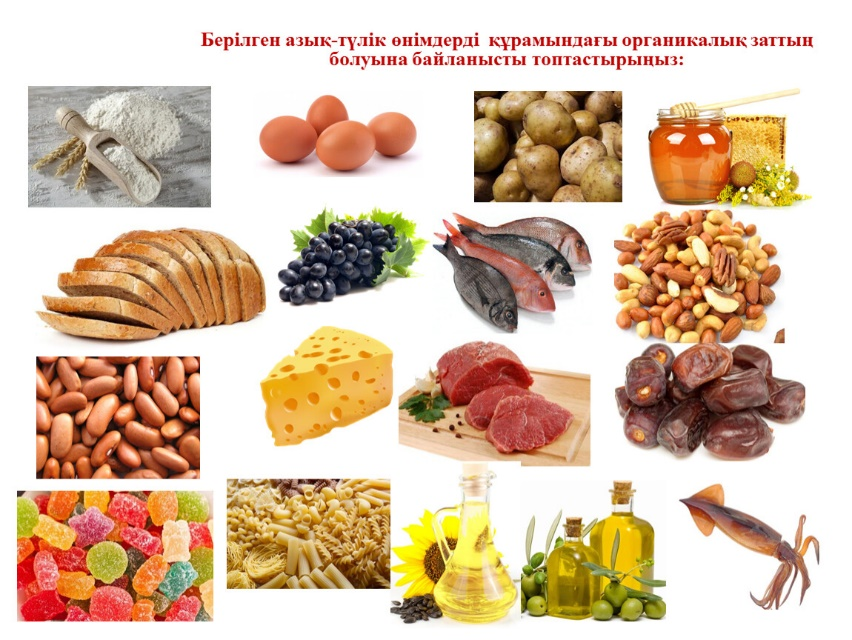 Берілген азық-түлік өнімдерді құрамындағы органикалық заттың
болуына байланысты топтастырыңыз: